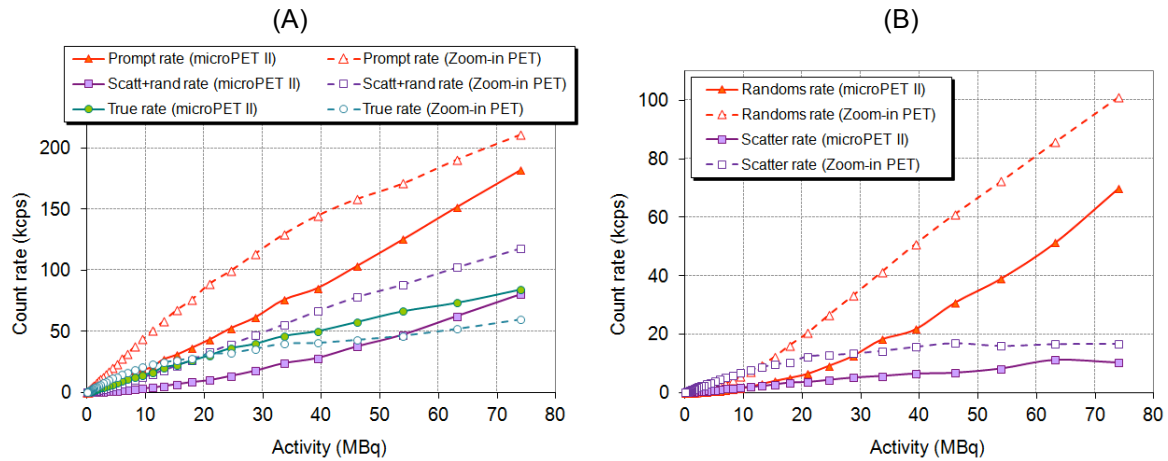 (A)
Prompt rate (microPET II) Prompt rate (Zoom-in PET)
Scatt+rand rate (microPET II) Scatt+rand rate (Zoom-in PET)
True rate (microPET II) True rate (Zoom-in PET)
Count rate (kcps)
200
150
100
50
0
0 10 20 30 40 50 60 70 80
Activity (MBq)
(B)
Randoms rate (microPET II)
Randoms rate (Zoom-in PET)
Scatter rate (microPET II)
Scatter rate (Zoom-in PET)
Count rate (kcps)
100
80
60
40
20
0
0 10 20 30 40 50 60 70 80
Activity (MBq)